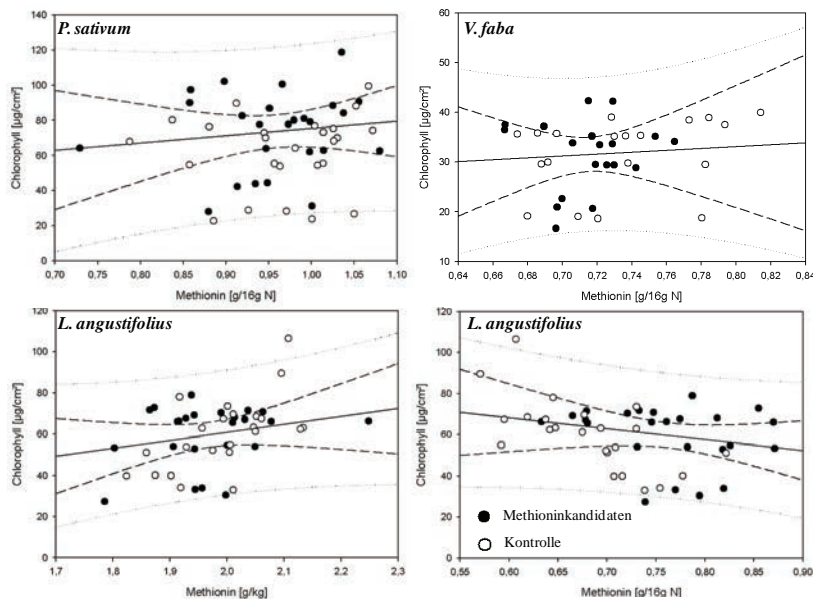 P. sativum
140
120
100
80
60
40
20
0
Chlorophyll [µg/cm²]
0,70 0,75 0,80 0,85 0,90 0,95 1,00 1,05 1,10
Methionin [g/16g N]
V. faba
60
50
40
30
20
10
Chlorophyll [µg/cm²]
0,64 0,66 0,68 0,70 0,72 0,74 0,76 0,78 0,80 0,82 0,84
Methionin [g/16g N]
L. angustifolius
120
100
80
60
40
20
0
Chlorophyll [µg/cm²]
1,7 1,8 1,9 2,0 2,1 2,2 2,3
Methionin [g/kg]
L. angustifolius
120
100
80
60
40
20
0
Chlorophyll [µg/cm²]
Methioninkandidaten
Kontrolle
0,55 0,60 0,65 0,70 0,75 0,80 0,85 0,90
Methionin [g/16g N]